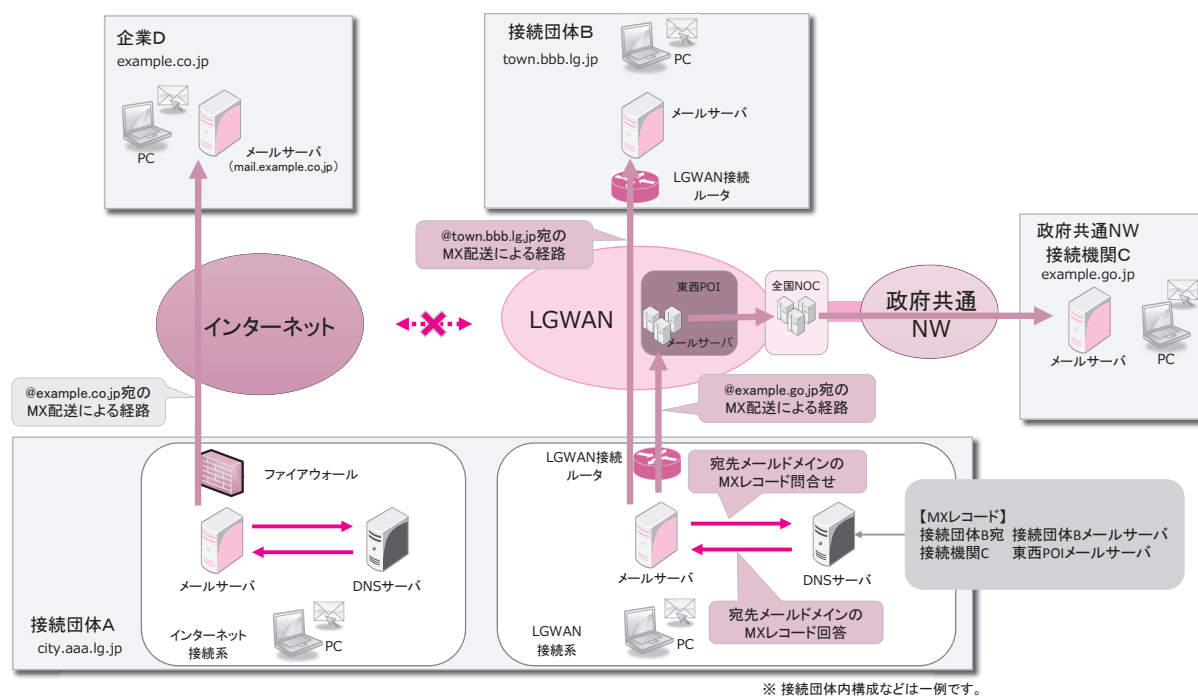 企業D
example.co.jp
PC
メールサーバ
(mail.example.co.jp)
接続団体B
town.bbb.lg.jp
PC
メールサーバ
LGWAN接続
ルータ
@town.bbb.lg.jp宛の
MX配送による経路
政府共通NW
接続機関C
example.go.jp
メールサーバ
PC
インターネット
LGWAN
東西POI
メールサーバ
全国NOC
政府共通
NW
@example.co.jp宛の
MX配送による経路
@example.go.jp宛の
MX配送による経路
ファイアウォール
メールサーバ
DNSサーバ
インターネット
接続系
PC
接続団体A
city.aaa.lg.jp
LGWAN接続
ルータ
宛先メールドメインの
MXレコード問合せ
メールサーバ
DNSサーバ
宛先メールドメインの
MXレコード回答
LGWAN
接続系
PC
【MXレコード】
接続団体B宛 接続団体Bメールサーバ
接続機関C 東西POIメールサーバ
※ 接続団体内構成などは一例です。